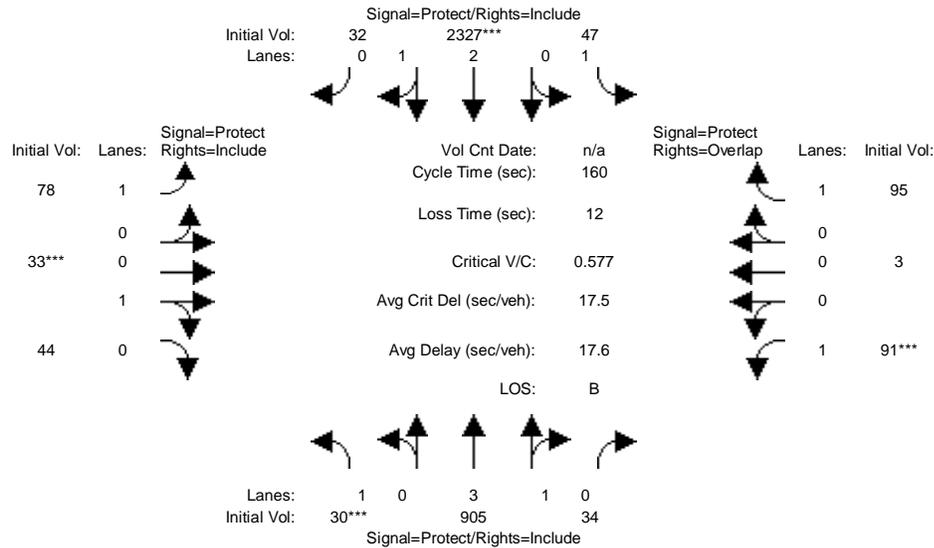 Signal=Protect/Rights=Include
Initial Vol: 32 2327*** 47
Lanes: 0 1 2 0 1
Signal=Protect
Initial Vol: Lanes: Rights=Include
Vol Cnt Date: n/a
Signal=Protect
Rights=Overlap Lanes: Initial Vol:
Cycle Time (sec): 160
78 1
1 95
Loss Time (sec): 12
0
0
33*** 0
Critical V/C: 0.577
0 3
1
Avg Crit Del (sec/veh): 17.5
0
44 0
Avg Delay (sec/veh): 17.6
1 91***
LOS: B
Lanes: 1 0 3 1 0
Initial Vol: 30*** 905 34
Signal=Protect/Rights=Include